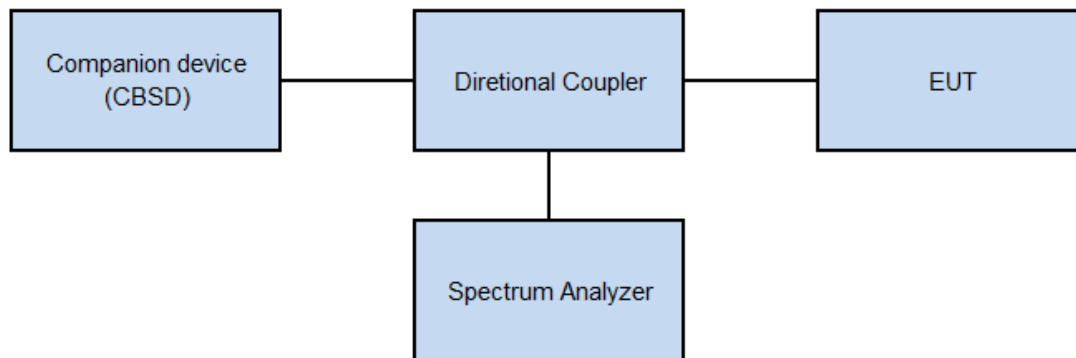 Companion device
(CBSD)
Diretional Coupler
EUT
Spectrum Analyzer